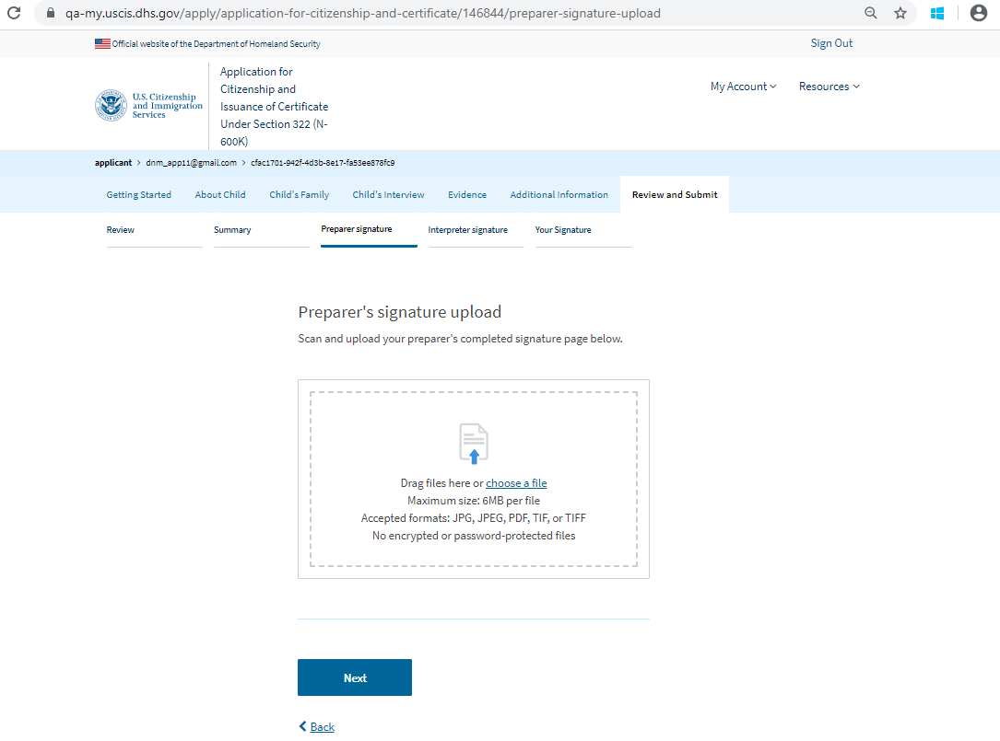 qa-my.uscis.dhs.gov/apply/application-for-citizenship-and-certificate/146844/preparer-signature-upload
Official website of the Department of Homeland Security
Sign Out
U.S. Citizenship
and Immigration
Services
Application for
Citizenship and
Issuance of Certificate
Under Section 322 (N-
600K)
My Account
Resources
applicant > dnm_app11@gmail.com > cfac1701-942f-4d3b-8e17-fa53ee878fc9
Getting Started About Child Child's Family Child's Interview Evidence Additional Information Review and Submit
Review Summary Preparer signature Interpreter signature Your Signature
Preparer's signature upload
Scan and upload your preparer's completed signature page below.
Drag files here or choose a file
Maximum size: 6MB per file
Accepted formats: JPG, JPEG, PDF, TIF, or TIFF
No encrypted or password-protected files
Next
Back